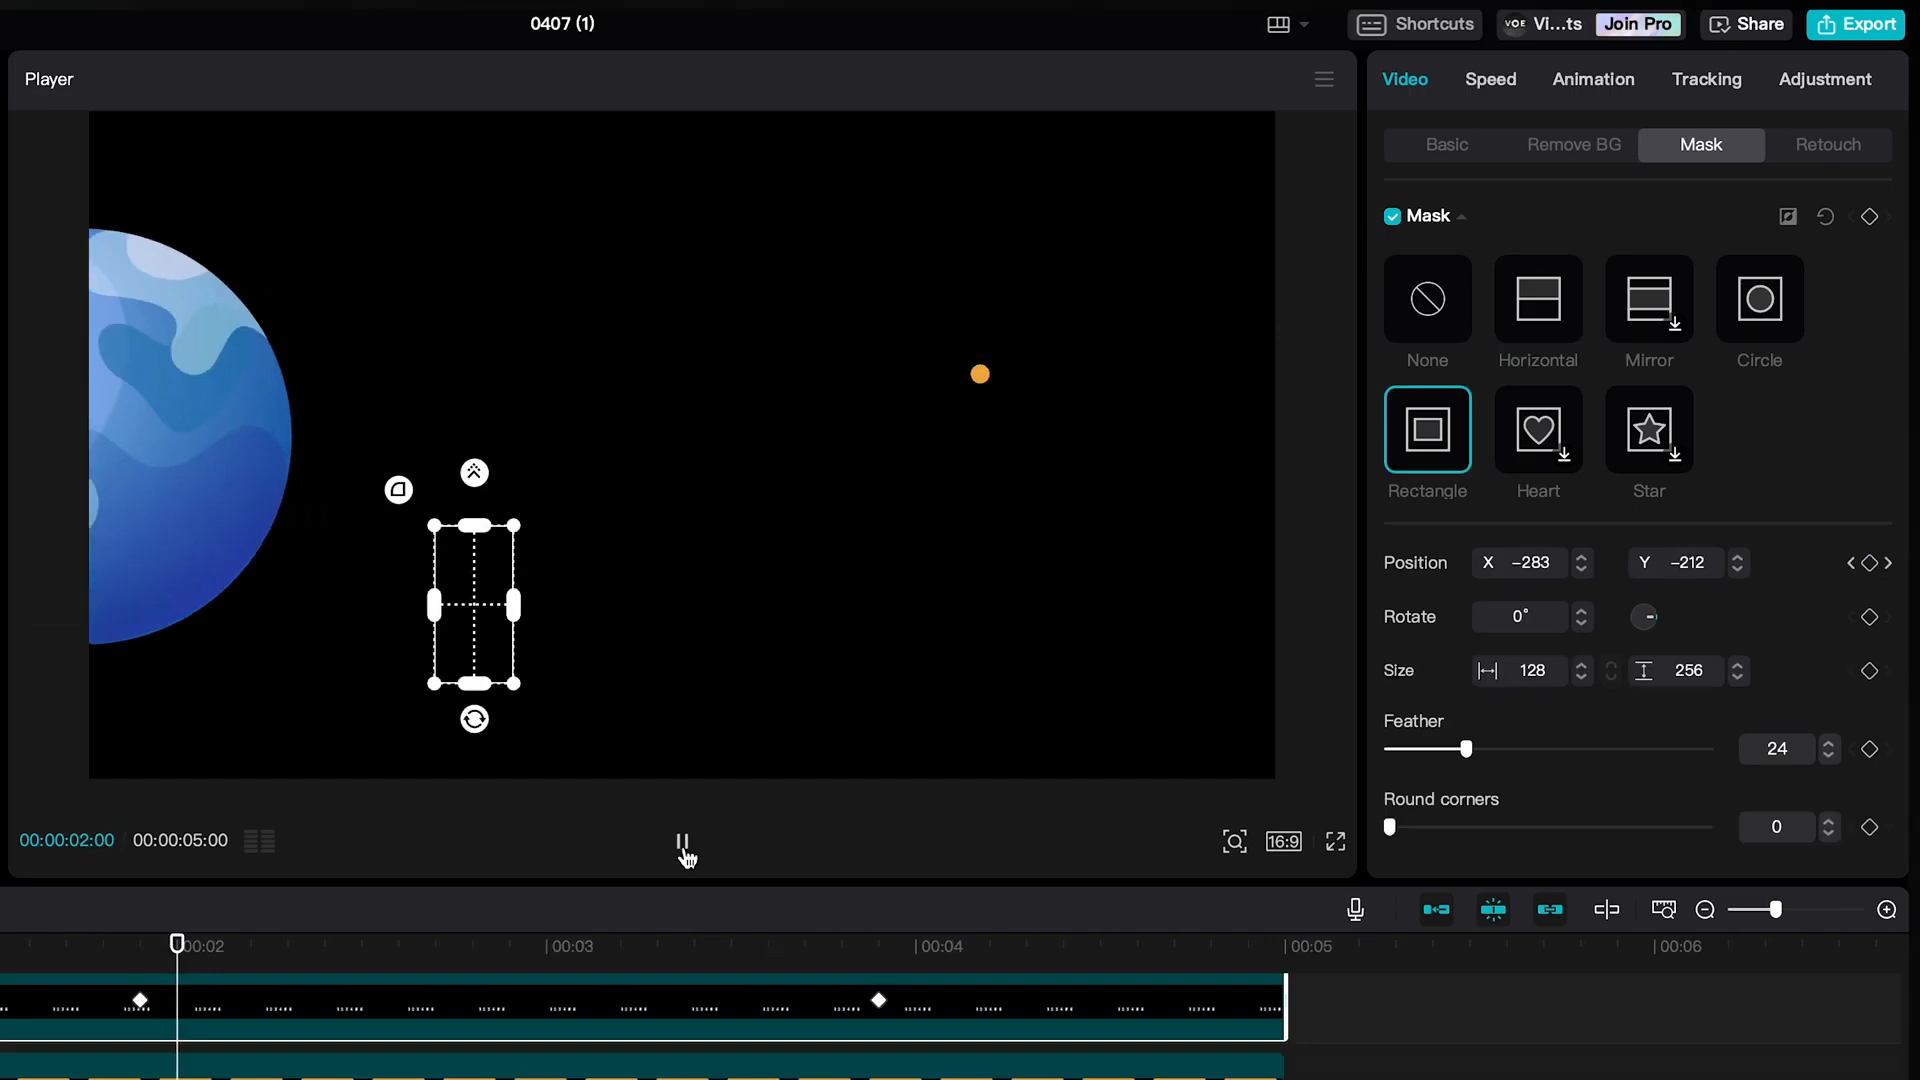 0407 (1)
Shortcuts
VOE Vi...ts
Join Pro
Share
Export
Player
Video
Speed
Animation
Tracking
Adjustment
Basic
Remove BG
Mask
Retouch
Mask
None
Horizontal
Mirror
Circle
Rectangle
Heart
Star
Position X -283 Y -212
Rotate 0°
Size 128 256
Feather
24
Round corners
0
00:00:02:00 00:00:05:00
16:9
00:02 00:03 00:04 00:05 00:06